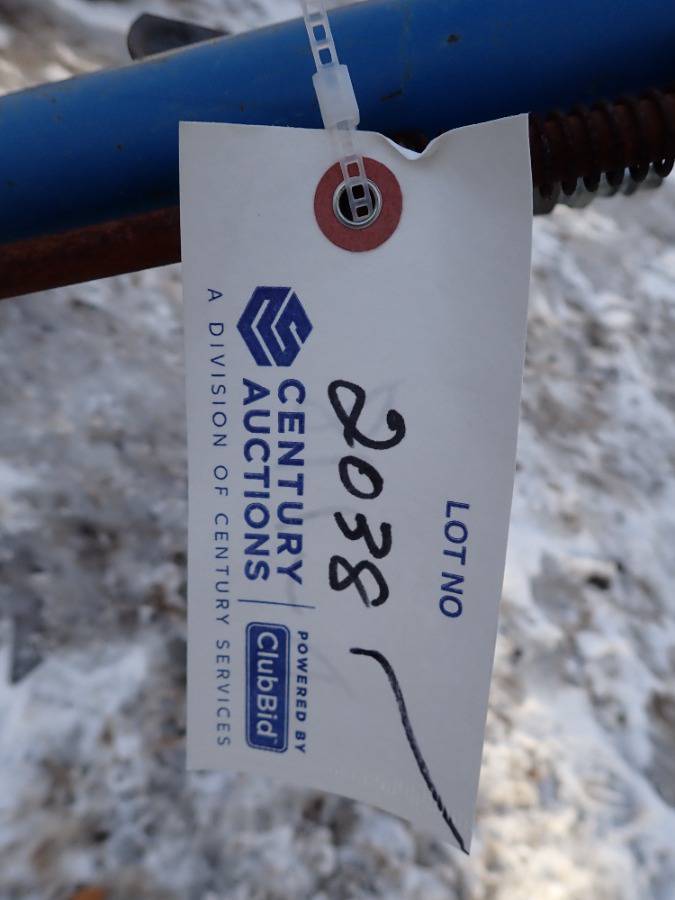 LOT NO
2038
CENTURY
AUCTIONS
POWERED BY
ClubBid
A DIVISION OF CENTURY SERVICES